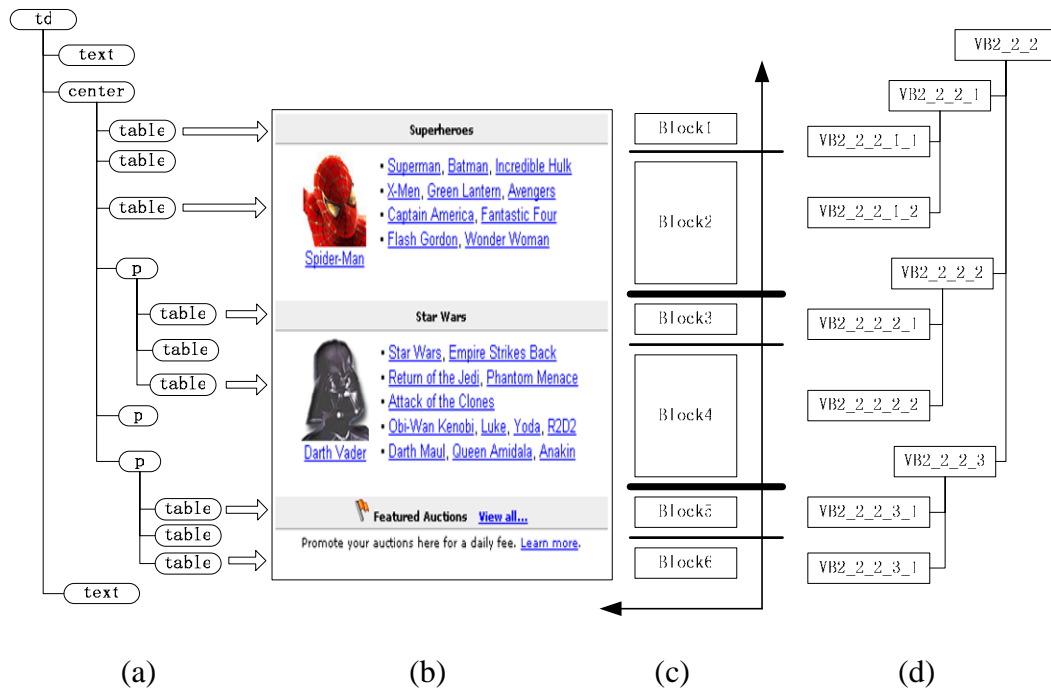 td
text
center
table
table
table
p
table
table
table
p
p
table
table
table
text
Superheroes
• Superman, Batman, Incredible Hulk
• X-Men, Green Lantern, Avengers
• Captain America, Fantastic Four
• Flash Gordon, Wonder Woman
Spider-Man
Star Wars
• Star Wars, Empire Strikes Back
• Return of the Jedi, Phantom Menace
• Attack of the Clones
• Obi-Wan Kenobi, Luke, Yoda, R2D2
• Darth Maul, Queen Amidala, Anakin
Darth Vader
Featured Auctions View all...
Promote your auctions here for a daily fee. Learn more.
Block1
Block2
Block3
Block4
Block5
Block6
VB2_2_2
VB2_2_2_1
VB2_2_2_1_1
VB2_2_2_1_2
VB2_2_2_2
VB2_2_2_2_1
VB2_2_2_2_2
VB2_2_2_3
VB2_2_2_3_1
VB2_2_2_3_1
(a) (b) (c) (d)